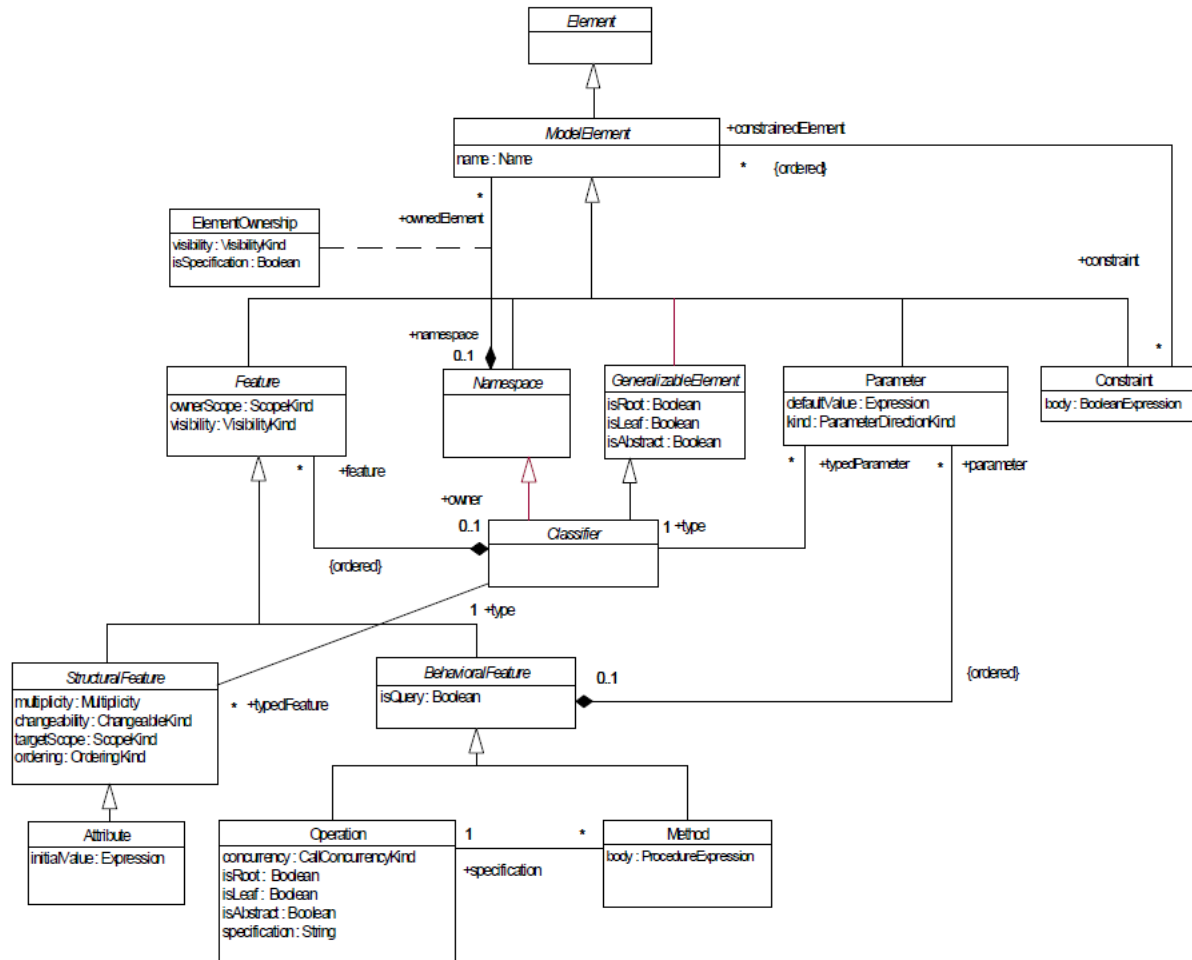 Element
ModelElement
name : Name
+constrainedElement
* {ordered}
*
+ownedElement
ElementOwnership
visibility : VisibilityKind
isSpecification : Boolean
+constraint
*
+namespace
0..1
Feature
ownerScope : ScopeKind
visibility : VisibilityKind
Namespace
GeneralizableElement
isRoot : Boolean
isLeaf : Boolean
isAbstract : Boolean
Parameter
defaultValue : Expression
kind : ParameterDirectionKind
Constraint
body : BooleanExpression
* +feature
* +typedParameter
* +parameter
+owner
0..1
Classifier
1 +type
{ordered}
1 +type
StructuralFeature
multiplicity : Multiplicity
changeability : ChangeableKind
targetScope : ScopeKind
ordering : OrderingKind
* +typedFeature
BehavioralFeature
isQuery : Boolean
0..1
{ordered}
Attribute
initialValue : Expression
Operation
concurrency : CallConcurrencyKind
isRoot : Boolean
isLeaf : Boolean
isAbstract : Boolean
specification : String
1
*
+specification
Method
body : ProcedureExpression